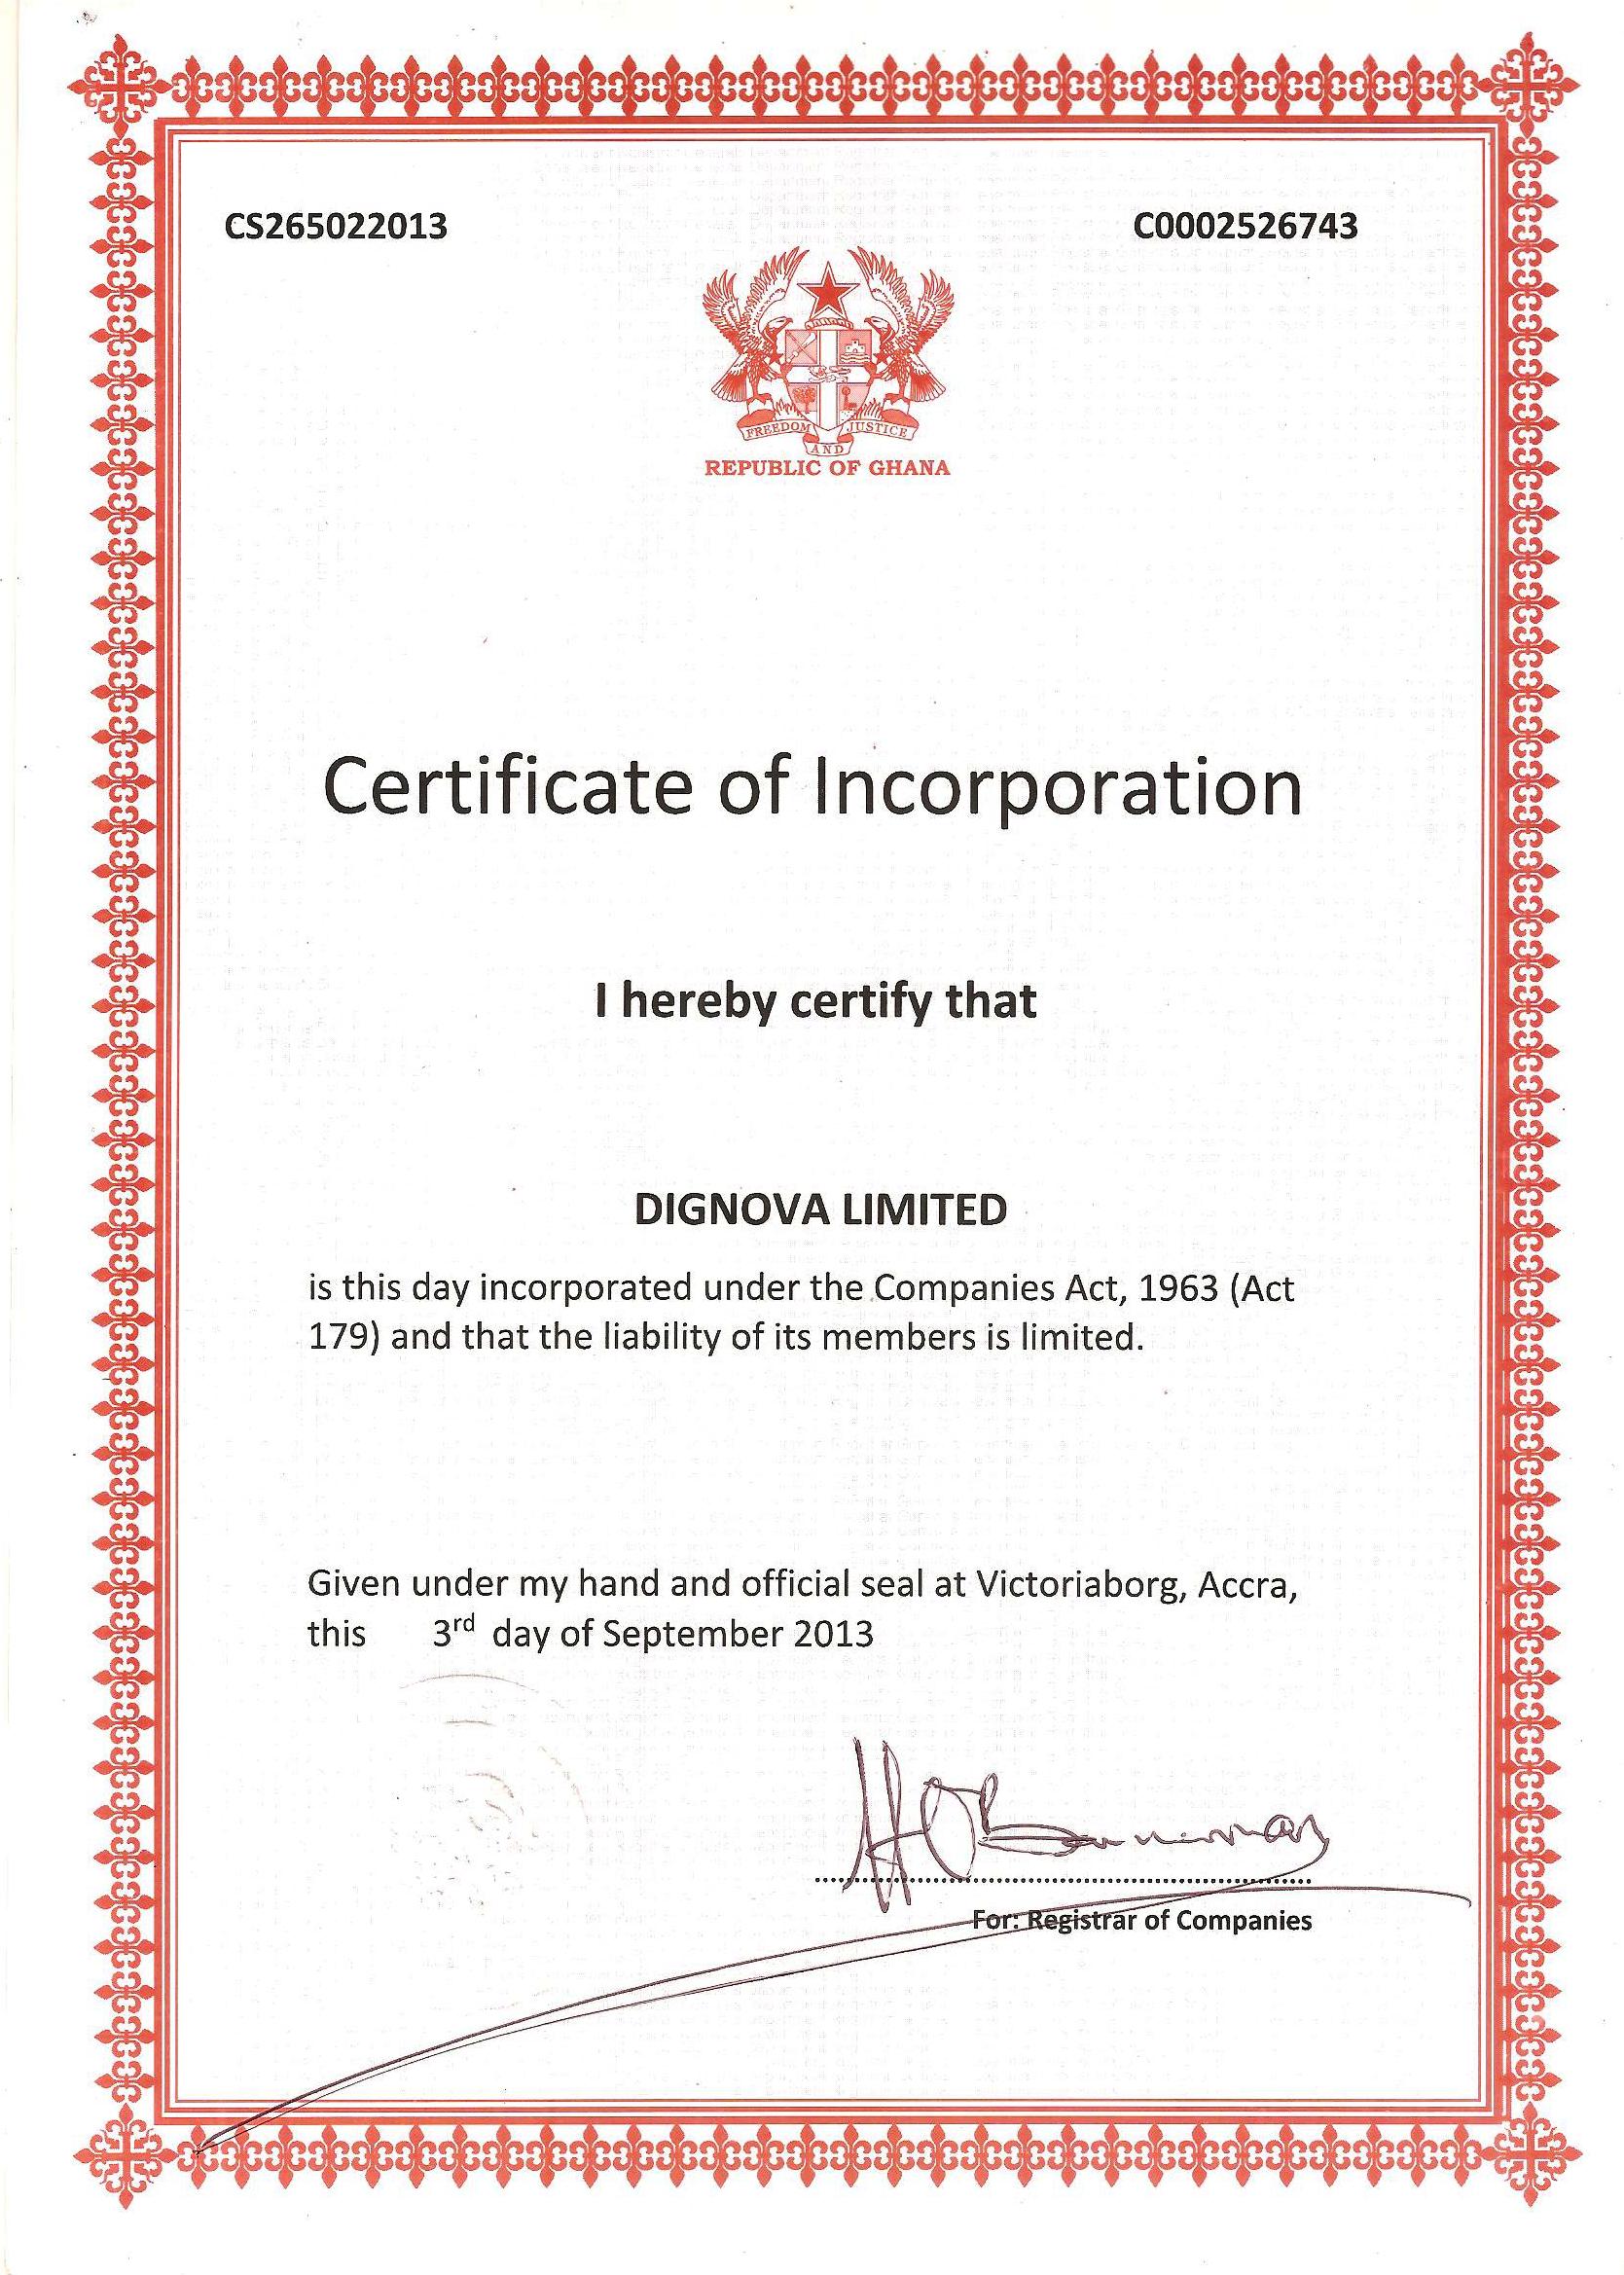 CS265022013
C0002526743
FREEDOM AND JUSTICE
REPUBLIC OF GHANA
Certificate of Incorporation
I hereby certify that
DIGNOVA LIMITED
is this day incorporated under the Companies Act, 1963 (Act
179) and that the liability of its members is limited.
Given under my hand and official seal at Victoriaborg, Accra,
this 3rd day of September 2013
For: Registrar of Companies